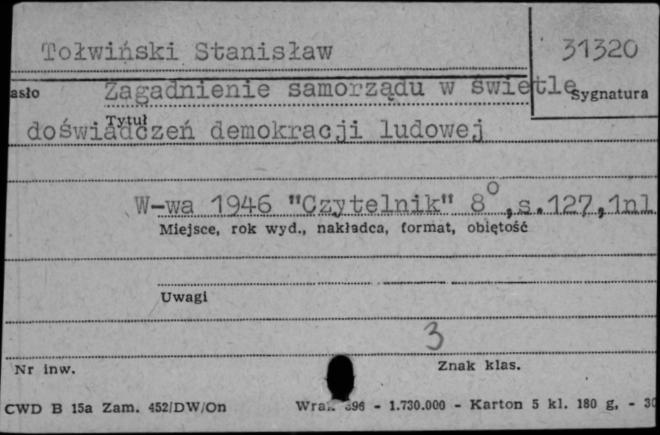 Tołwiński Stanisław 31320
asło Zagadnienie samorządu w świetle Sygnatura
Tytuł
doświadczeń demokracji ludowej
W-wa 1946 "Czytelnik" 8°,s.127,1nl
Miejsce, rok wyd., nakładca, format, objętość
Uwagi
3
Nr inw. Znak klas.
CWD B 15a Zam. 452/DW/On 896 - 1.730.000 - Karton 5 kl. 180 g, - 30